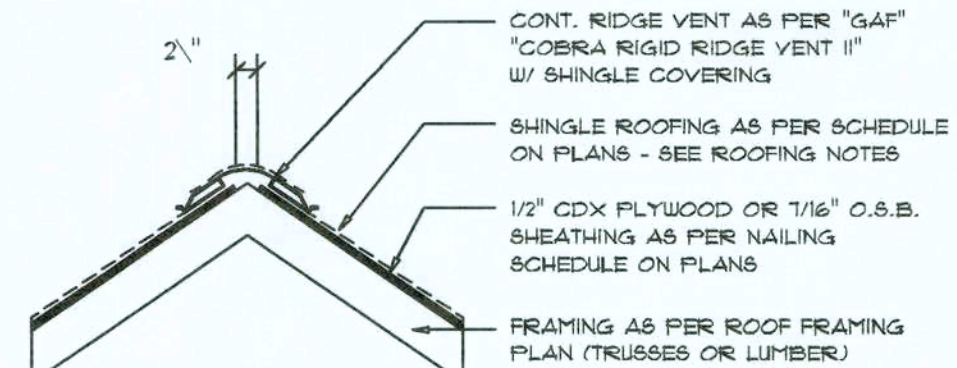 2\"
CONT. RIDGE VENT AS PER "GAF"
"COBRA RIGID RIDGE VENT II"
W/ SHINGLE COVERING
SHINGLE ROOFING AS PER SCHEDULE
ON PLANS - SEE ROOFING NOTES
1/2" CDX PLYWOOD OR 7/16" O.S.B.
SHEATHING AS PER NAILING
SCHEDULE ON PLANS
FRAMING AS PER ROOF FRAMING
PLAN (TRUSSES OR LUMBER)